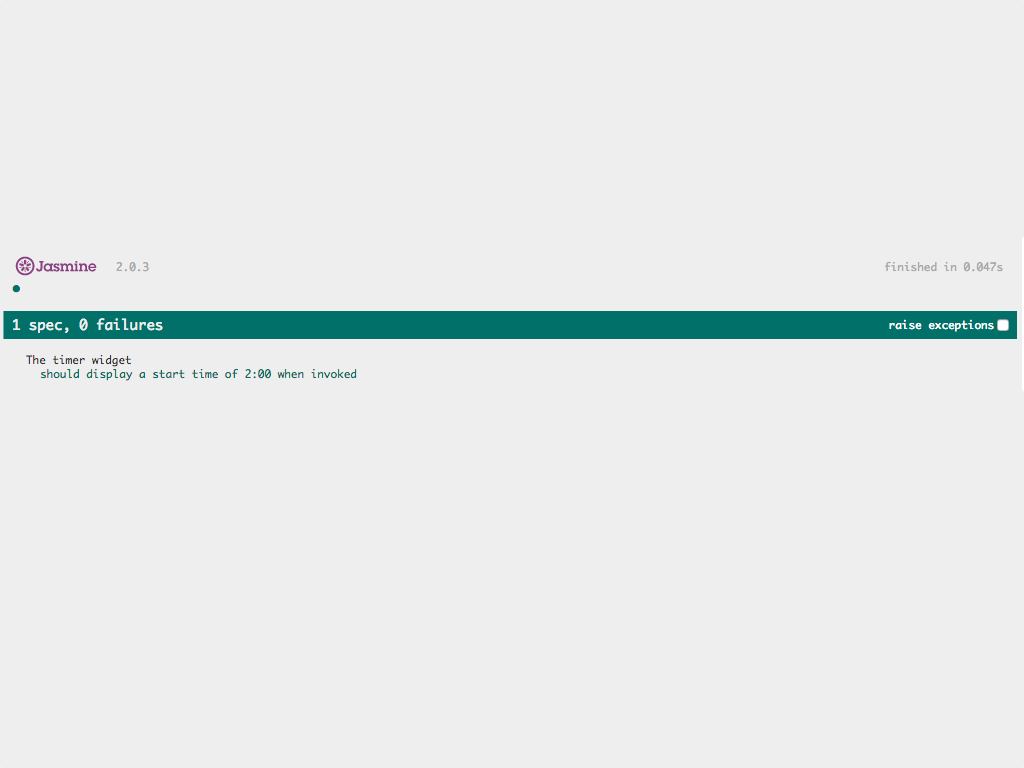 Jasmine 2.0.3 finished in 0.047s
1 spec, 0 failures raise exceptions
The timer widget
should display a start time of 2:00 when invoked